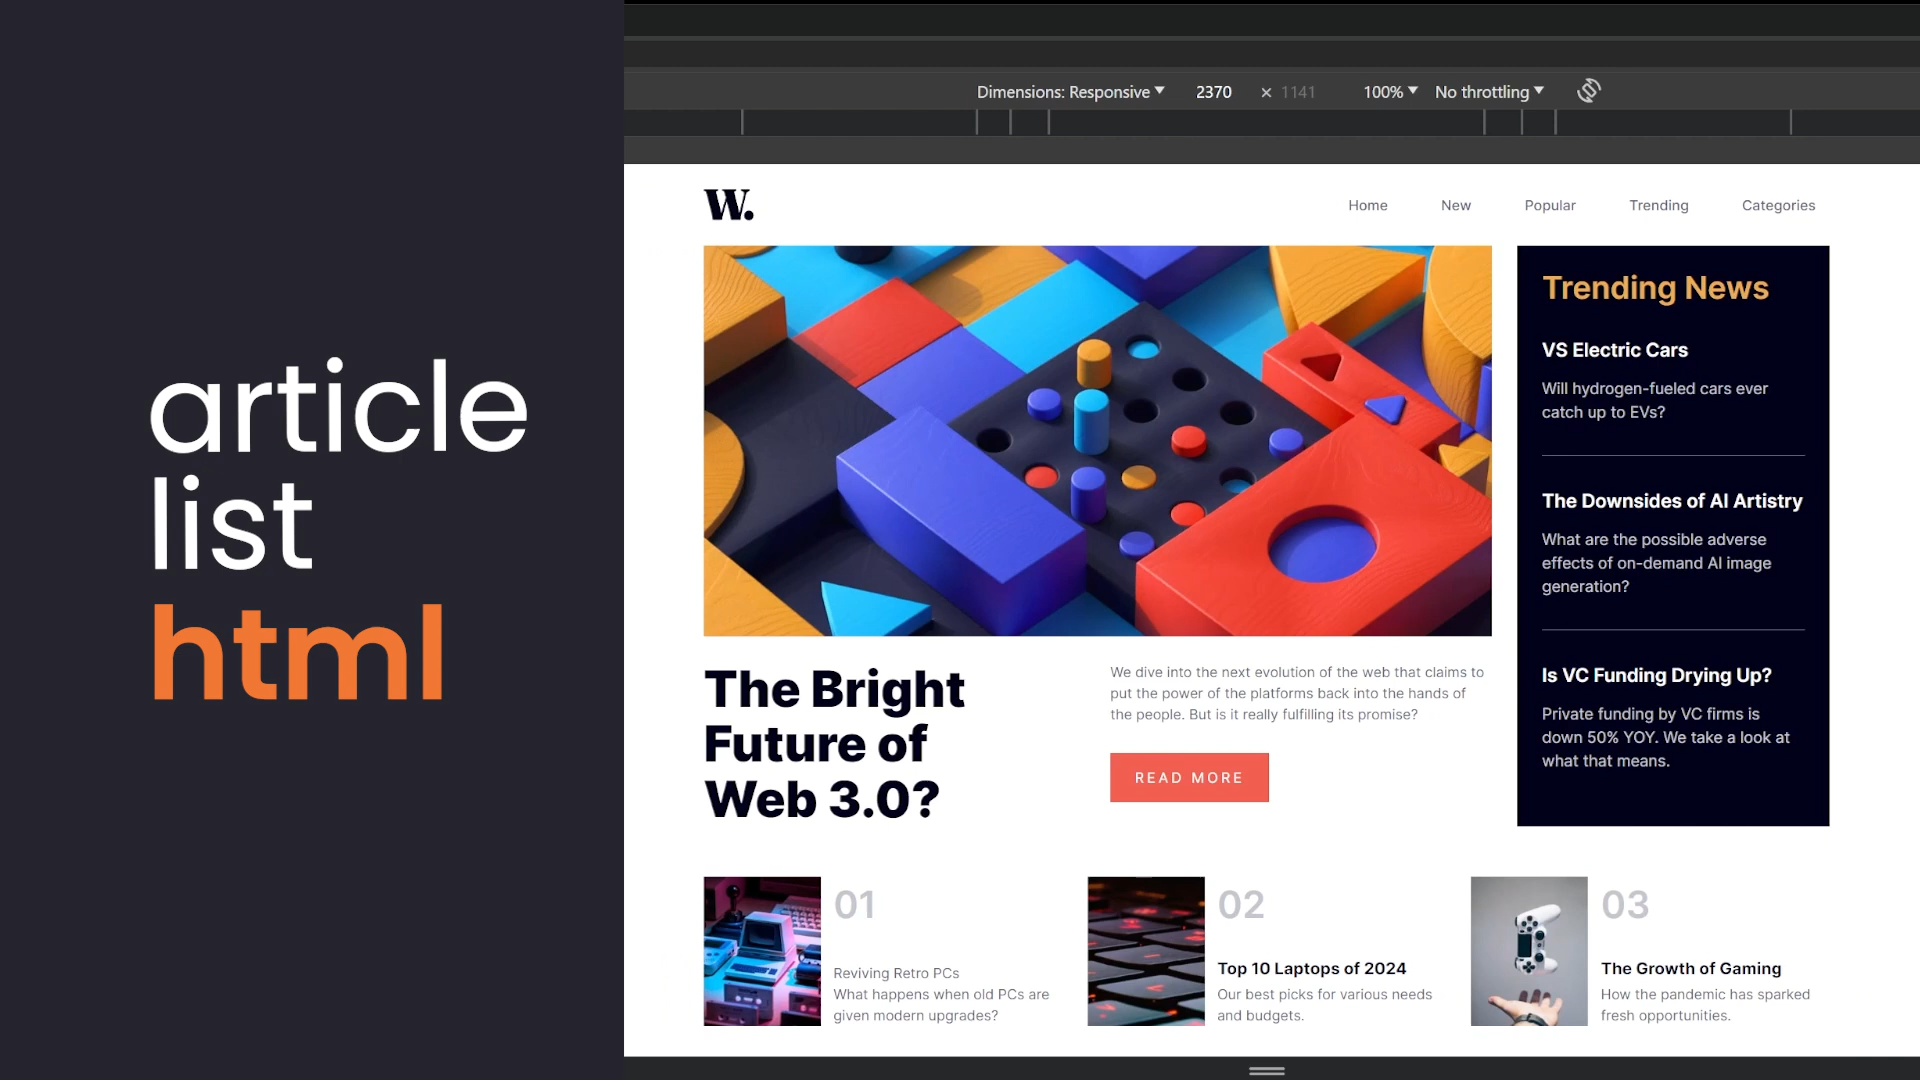 article
list
html
Dimensions: Responsive 2370 × 1141 100% No throttling
W. Home New Popular Trending Categories
The Bright
Future of
Web 3.0?
We dive into the next evolution of the web that claims to
put the power of the platforms back into the hands of
the people. But is it really fulfilling its promise?
READ MORE
Trending News
VS Electric Cars
Will hydrogen-fueled cars ever
catch up to EVs?
The Downsides of AI Artistry
What are the possible adverse
effects of on-demand AI image
generation?
Is VC Funding Drying Up?
Private funding by VC firms is
down 50% YOY. We take a look at
what that means.
01
Reviving Retro PCs
What happens when old PCs are
given modern upgrades?
02
Top 10 Laptops of 2024
Our best picks for various needs
and budgets.
03
The Growth of Gaming
How the pandemic has sparked
fresh opportunities.